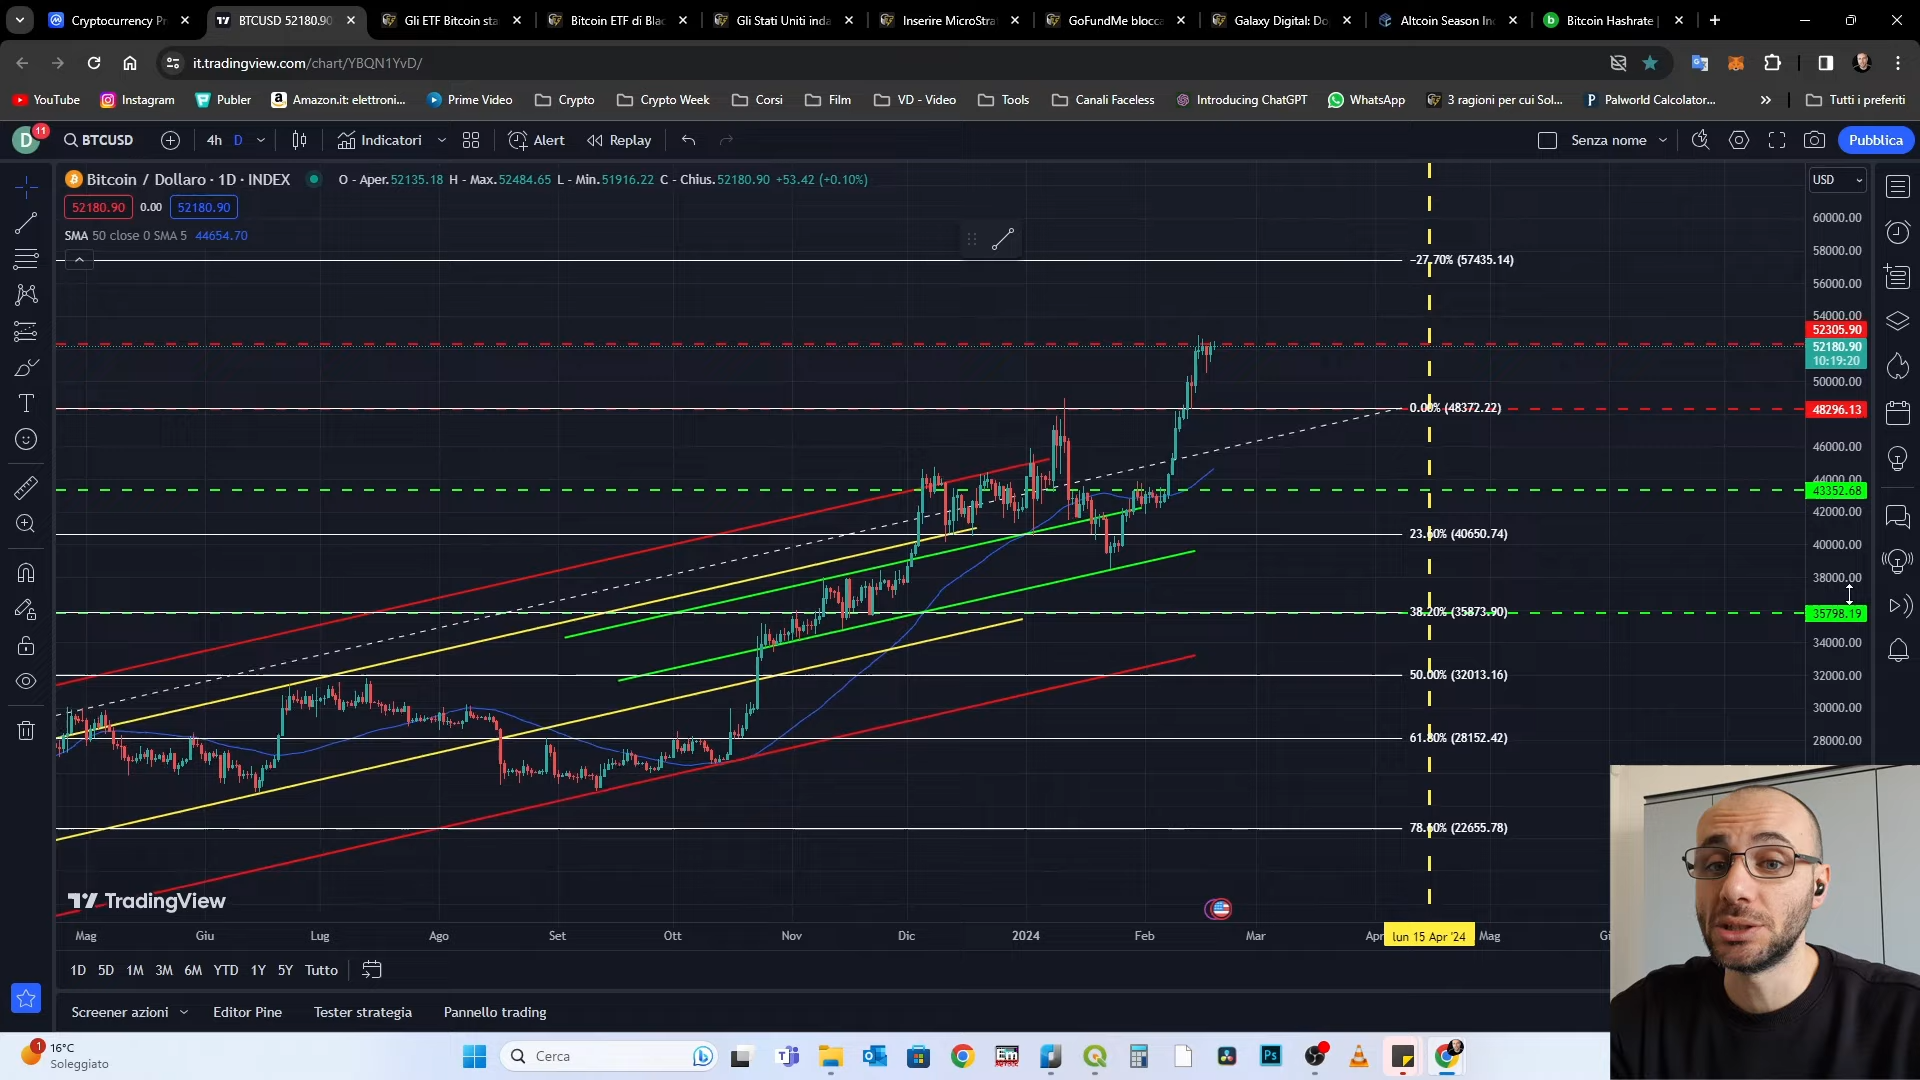 Cryptocurrency Pr
BTCUSD 52180.90
Gli ETF Bitcoin sta
Bitcoin ETF di Bla
Gli Stati Uniti inda
Inserire MicroStra
GoFundMe blocca
Galaxy Digital: Do
Altcoin Season In
Bitcoin Hashrate
it.tradingview.com/chart/YBQN1YvD/
YouTube
Instagram
Publer
Amazon.it: elettroni...
Prime Video
Crypto
Crypto Week
Corsi
Film
VD - Video
Tools
Canali Faceless
Introducing ChatGPT
WhatsApp
3 ragioni per cui Sol...
Palworld Calcolator...
Tutti i preferiti
D 11
BTCUSD
4h
D
Indicatori
Alert
Replay
Senza nome
Pubblica
Bitcoin / Dollaro · 1D · INDEX
O - Aper.52135.18 H - Max.52484.65 L - Min.51916.22 C - Chius.52180.90 +53.42 (+0.10%)
USD
52180.90
0.00
52180.90
SMA 50 close 0 SMA 5 44654.70
60000.00
58000.00
-27.70% (57435.14)
56000.00
54000.00
52305.90
52180.90
10:19:20
50000.00
0.00% (48372.22)
48296.13
46000.00
44000.00
43352.68
42000.00
23.60% (40650.74)
40000.00
38000.00
38.20% (35873.90)
35798.19
34000.00
50.00% (32013.16)
32000.00
30000.00
61.80% (28152.42)
28000.00
78.60% (22655.78)
TradingView
Mag
Giu
Lug
Ago
Set
Ott
Nov
Dic
2024
Feb
Mar
Apr
lun 15 Apr '24
Mag
1D
5D
1M
3M
6M
YTD
1Y
5Y
Tutto
Screener azioni
Editor Pine
Tester strategia
Pannello trading
1
16°C
Soleggiato
Cerca
Ps